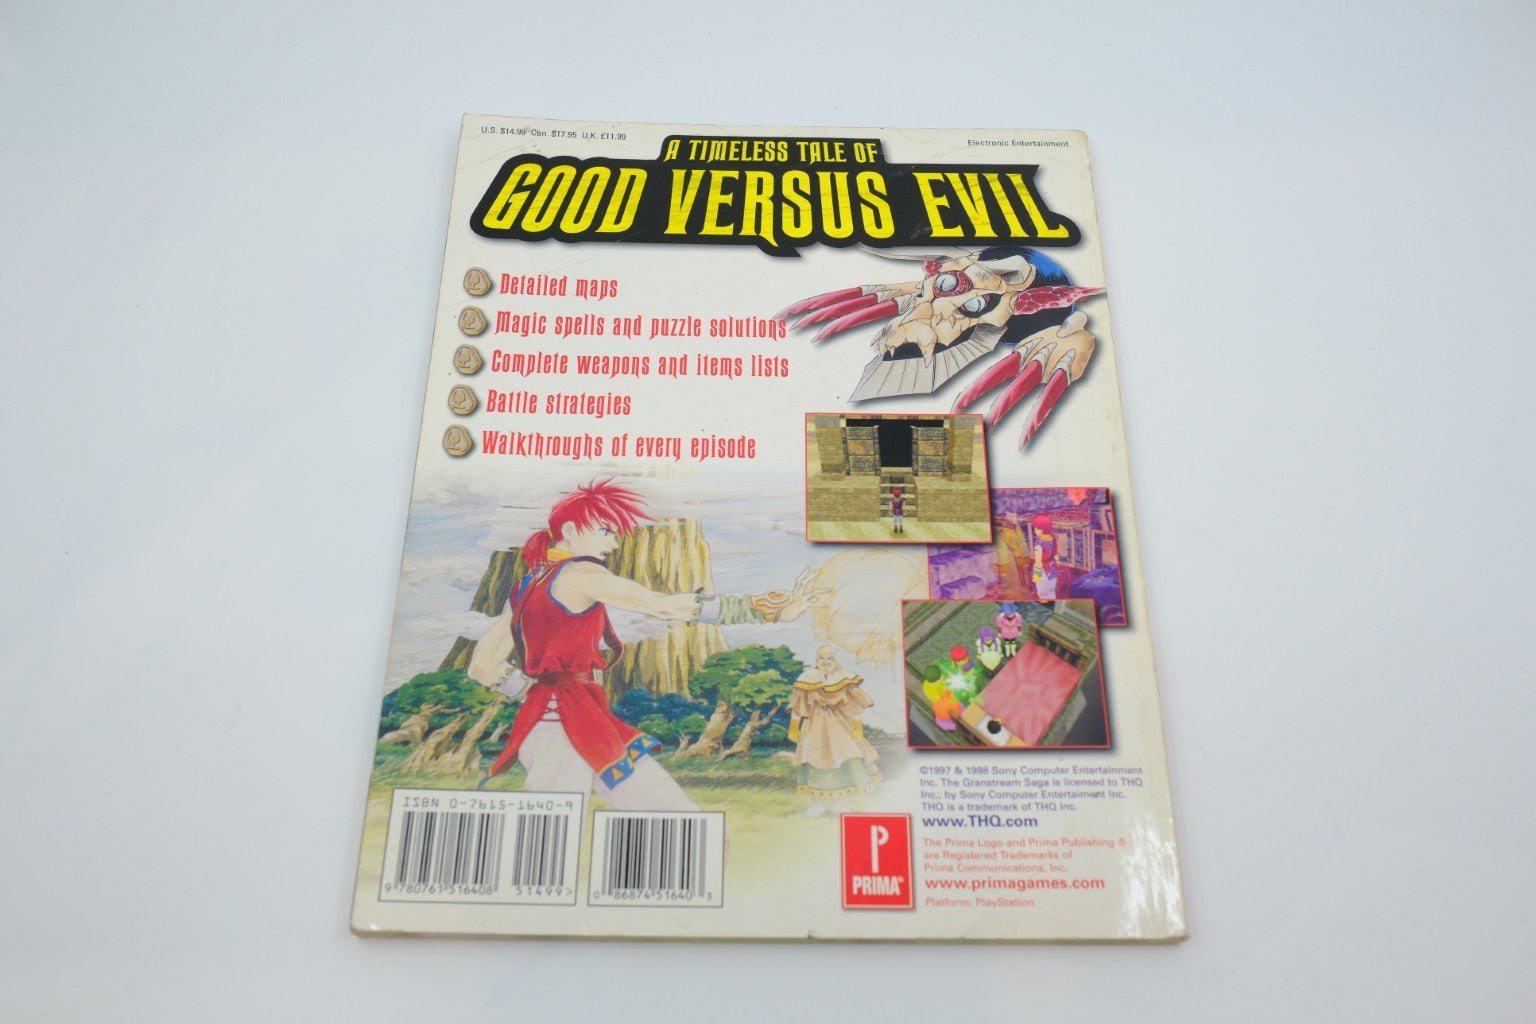 U.S. $14.99 Can. $17.95 U.K. £11.99
Electronic Entertainment
A TIMELESS TALE OF
GOOD VERSUS EVIL
Detailed maps
Magic spells and puzzle solutions
Complete weapons and items lists
Battle strategies
Walkthroughs of every episode
©1997 & 1998 Sony Computer Entertainment
Inc. The Granstream Saga is licensed to THQ
Inc., by Sony Computer Entertaiment Inc.
THQ is a trademark of THQ Inc.
www.THQ.com
The Prima Logo and Prima Publishing ®
are Registered Trademarks of
Prima Communications, Inc.
www.primagames.com
Platform: PlayStation
PRIMA®
ISBN 0-7615-1640-9
9 780761 516408
51499>
0 86874 51640 3